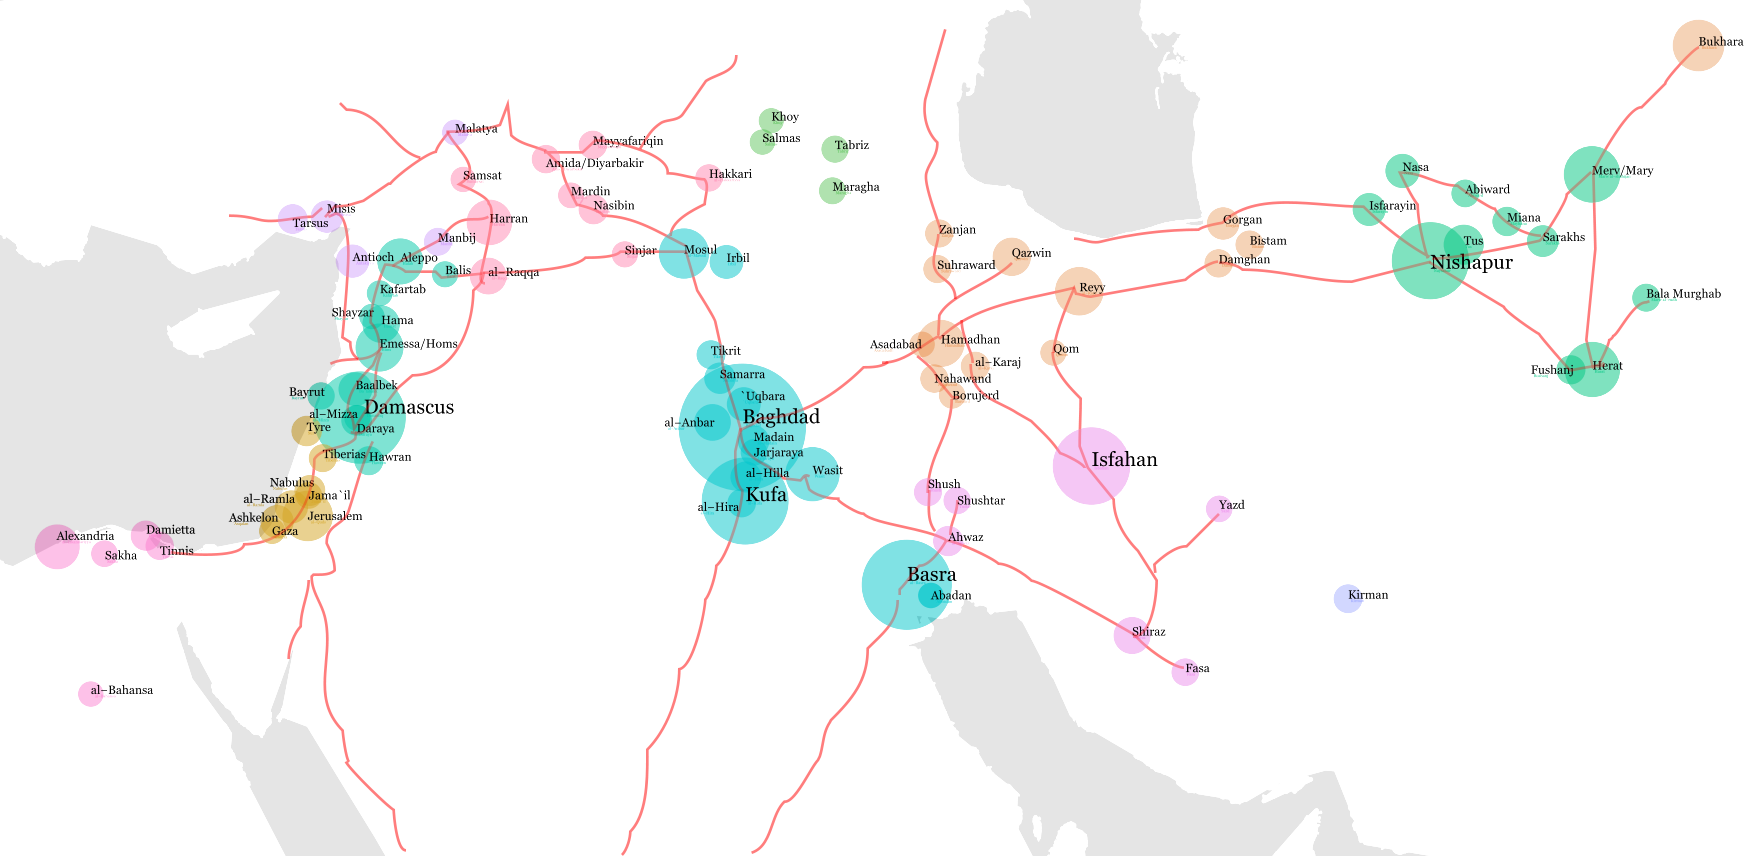 Bukhara
Khoy
Malatya
Mayyafariqin
Salmas
Tabriz
Amida/Diyarbakir
Nasa
Merv/Mary
Samsat
Hakkari
Maragha
Mardin
Abiward
Nasibin
Isfarayin
Misis
Tarsus
Harran
Miana
Gorgan
Zanjan
Manbij
Sarakhs
Bistam
Tus
Sinjar
Mosul
Irbil
Qazwin
Antioch
Aleppo
Damghan
Nishapur
Suhraward
Balis
al-Raqqa
Kafartab
Reyy
Bala Murghab
Shayzar
Hama
Emessa/Homs
Asadabad
Hamadhan
Tikrit
Qom
al-Karaj
Fushanj
Herat
Samarra
Nahawand
Baalbek
Bayrut
`Uqbara
Borujerd
Damascus
al-Mizza
Baghdad
al-Anbar
Tyre
Daraya
Madain
Jarjaraya
Tiberias
Hawran
Isfahan
al-Hilla
Wasit
Nabulus
Shush
Jama`il
al-Ramla
Kufa
Shushtar
al-Hira
Yazd
Ashkelon
Jerusalem
Gaza
Damietta
Alexandria
Ahwaz
Tinnis
Sakha
Basra
Abadan
Kirman
Shiraz
Fasa
al-Bahansa